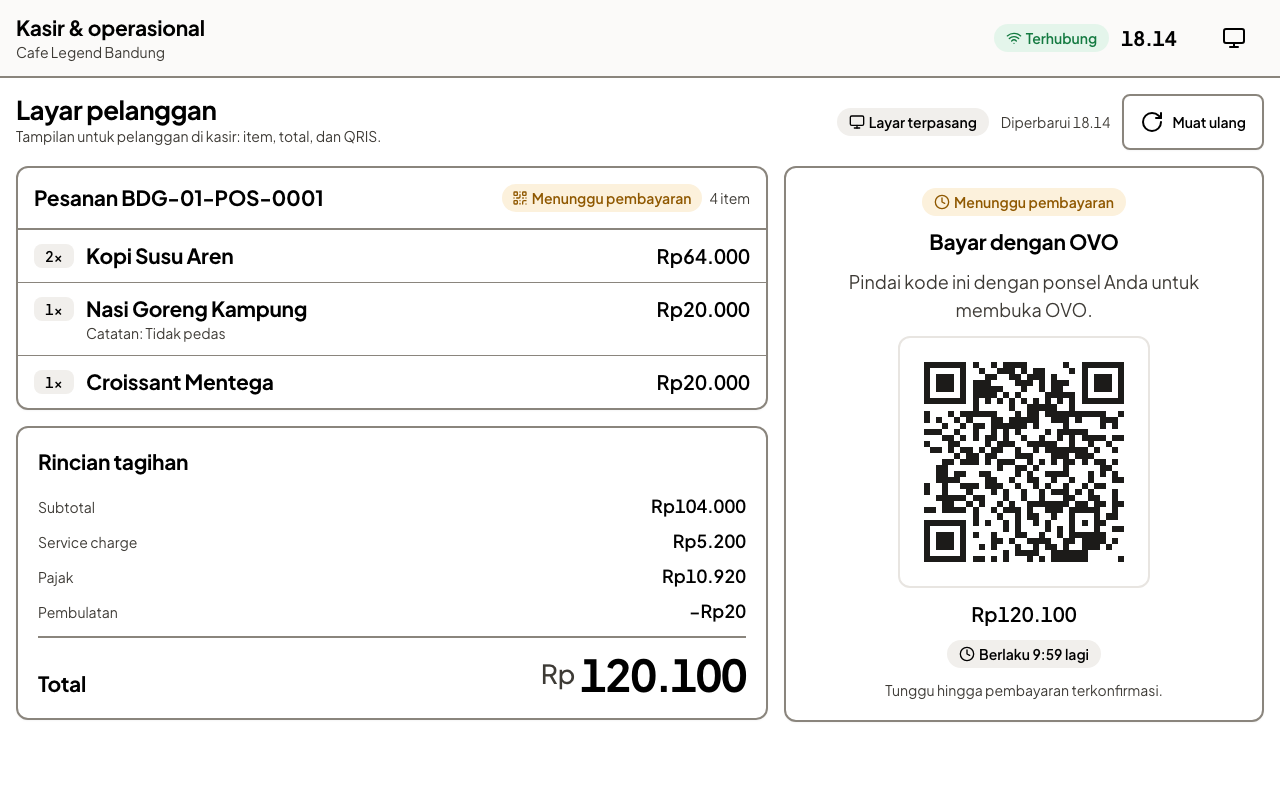 Kasir & operasional
Cafe Legend Bandung
Terhubung
18.14
Layar pelanggan
Tampilan untuk pelanggan di kasir: item, total, dan QRIS.
Layar terpasang
Diperbarui 18.14
Muat ulang
Pesanan BDG-01-POS-0001
Menunggu pembayaran
4 item
2× Kopi Susu Aren Rp64.000
1× Nasi Goreng Kampung Rp20.000
Catatan: Tidak pedas
1× Croissant Mentega Rp20.000
Rincian tagihan
Subtotal Rp104.000
Service charge Rp5.200
Pajak Rp10.920
Pembulatan −Rp20
Total Rp 120.100
Menunggu pembayaran
Bayar dengan OVO
Pindai kode ini dengan ponsel Anda untuk
membuka OVO.
Rp120.100
Berlaku 9:59 lagi
Tunggu hingga pembayaran terkonfirmasi.